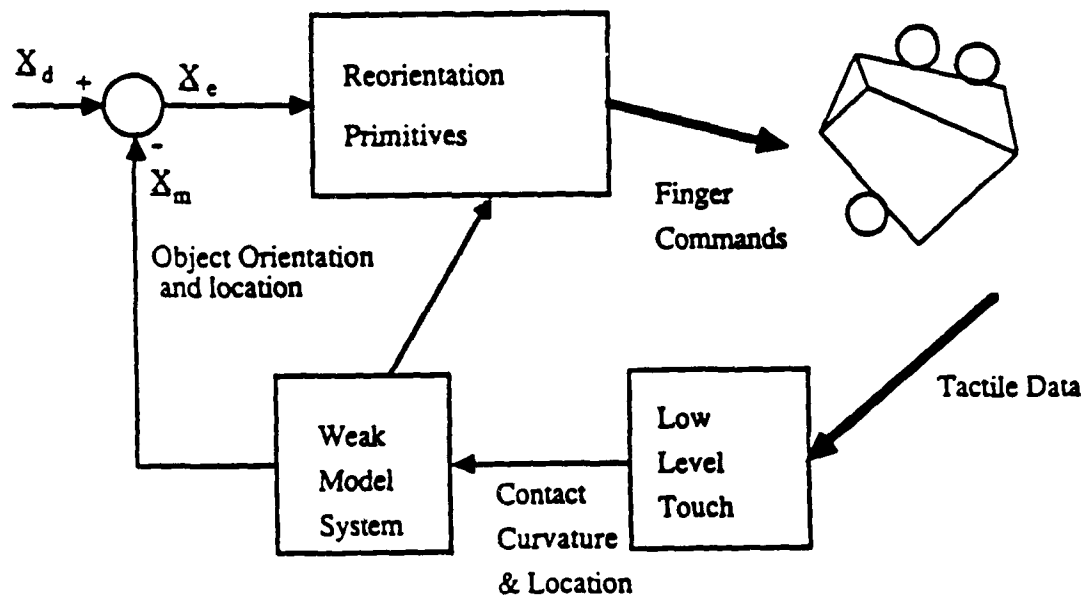 X_d
+
X_e
-
X_m
Reorientation
Primitives
Finger
Commands
Object Orientation
and location
Weak
Model
System
Contact
Curvature
& Location
Low
Level
Touch
Tactile Data